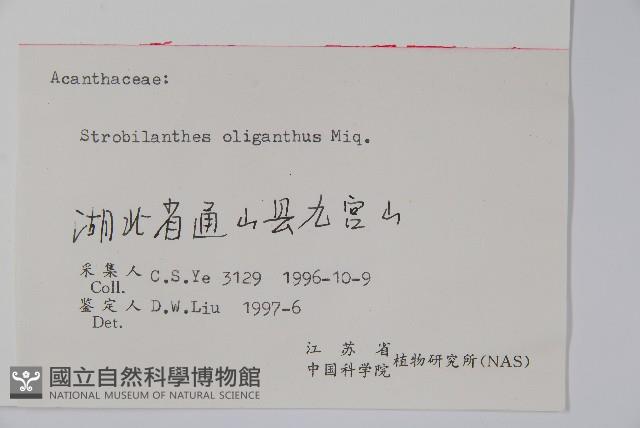 Acanthaceae:
Strobilanthes oliganthus Miq.
湖北省通山县九宫山
采集人 C.S.Ye 3129 1996-10-9
Coll.
鉴定人 D.W.Liu 1997-6
Det.
江苏省
中国科学院 植物研究所(NAS)
國立自然科學博物館
NATIONAL MUSEUM OF NATURAL SCIENCE